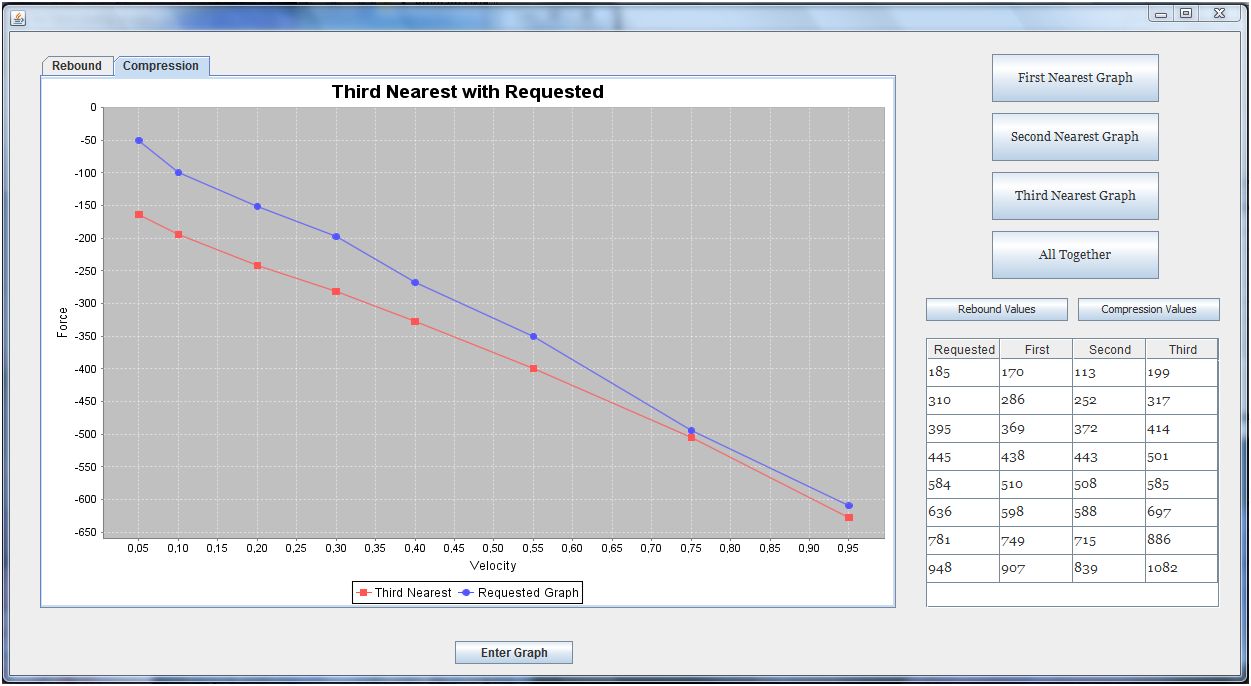 Rebound Compression
Third Nearest with Requested
0
-50
-100
-150
-200
-250
-300
-350
-400
-450
-500
-550
-600
-650
Force
0,05 0,10 0,15 0,20 0,25 0,30 0,35 0,40 0,45 0,50 0,55 0,60 0,65 0,70 0,75 0,80 0,85 0,90 0,95
Velocity
Third Nearest Requested Graph
First Nearest Graph
Second Nearest Graph
Third Nearest Graph
All Together
Rebound Values Compression Values
Requested First Second Third
185 170 113 199
310 286 252 317
395 369 372 414
445 438 443 501
584 510 508 585
636 598 588 697
781 749 715 886
948 907 839 1082
Enter Graph